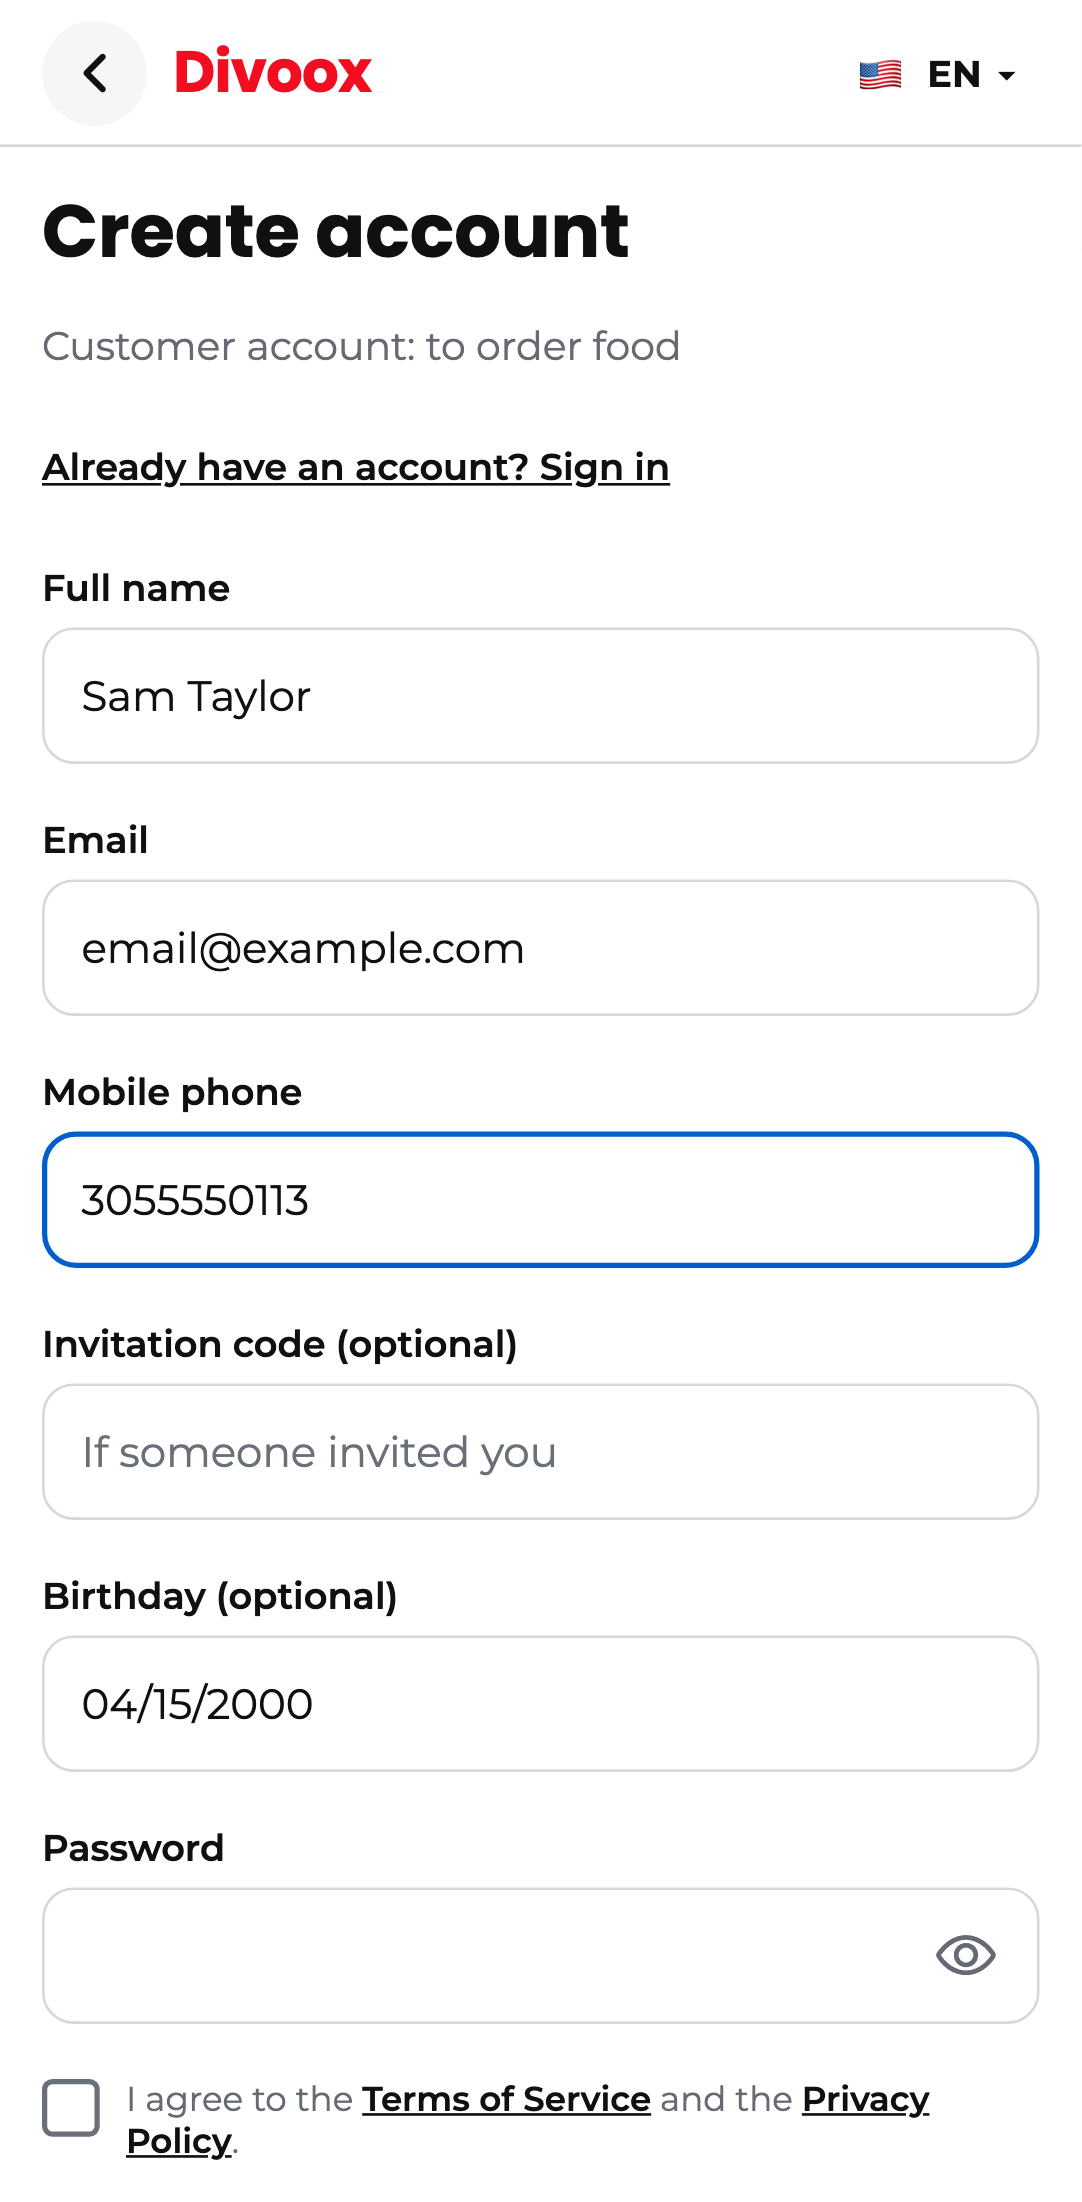 Divoox
EN
Create account
Customer account: to order food
Already have an account? Sign in
Full name
Sam Taylor
Email
email@example.com
Mobile phone
3055550113
Invitation code (optional)
If someone invited you
Birthday (optional)
04/15/2000
Password
I agree to the Terms of Service and the Privacy
Policy.